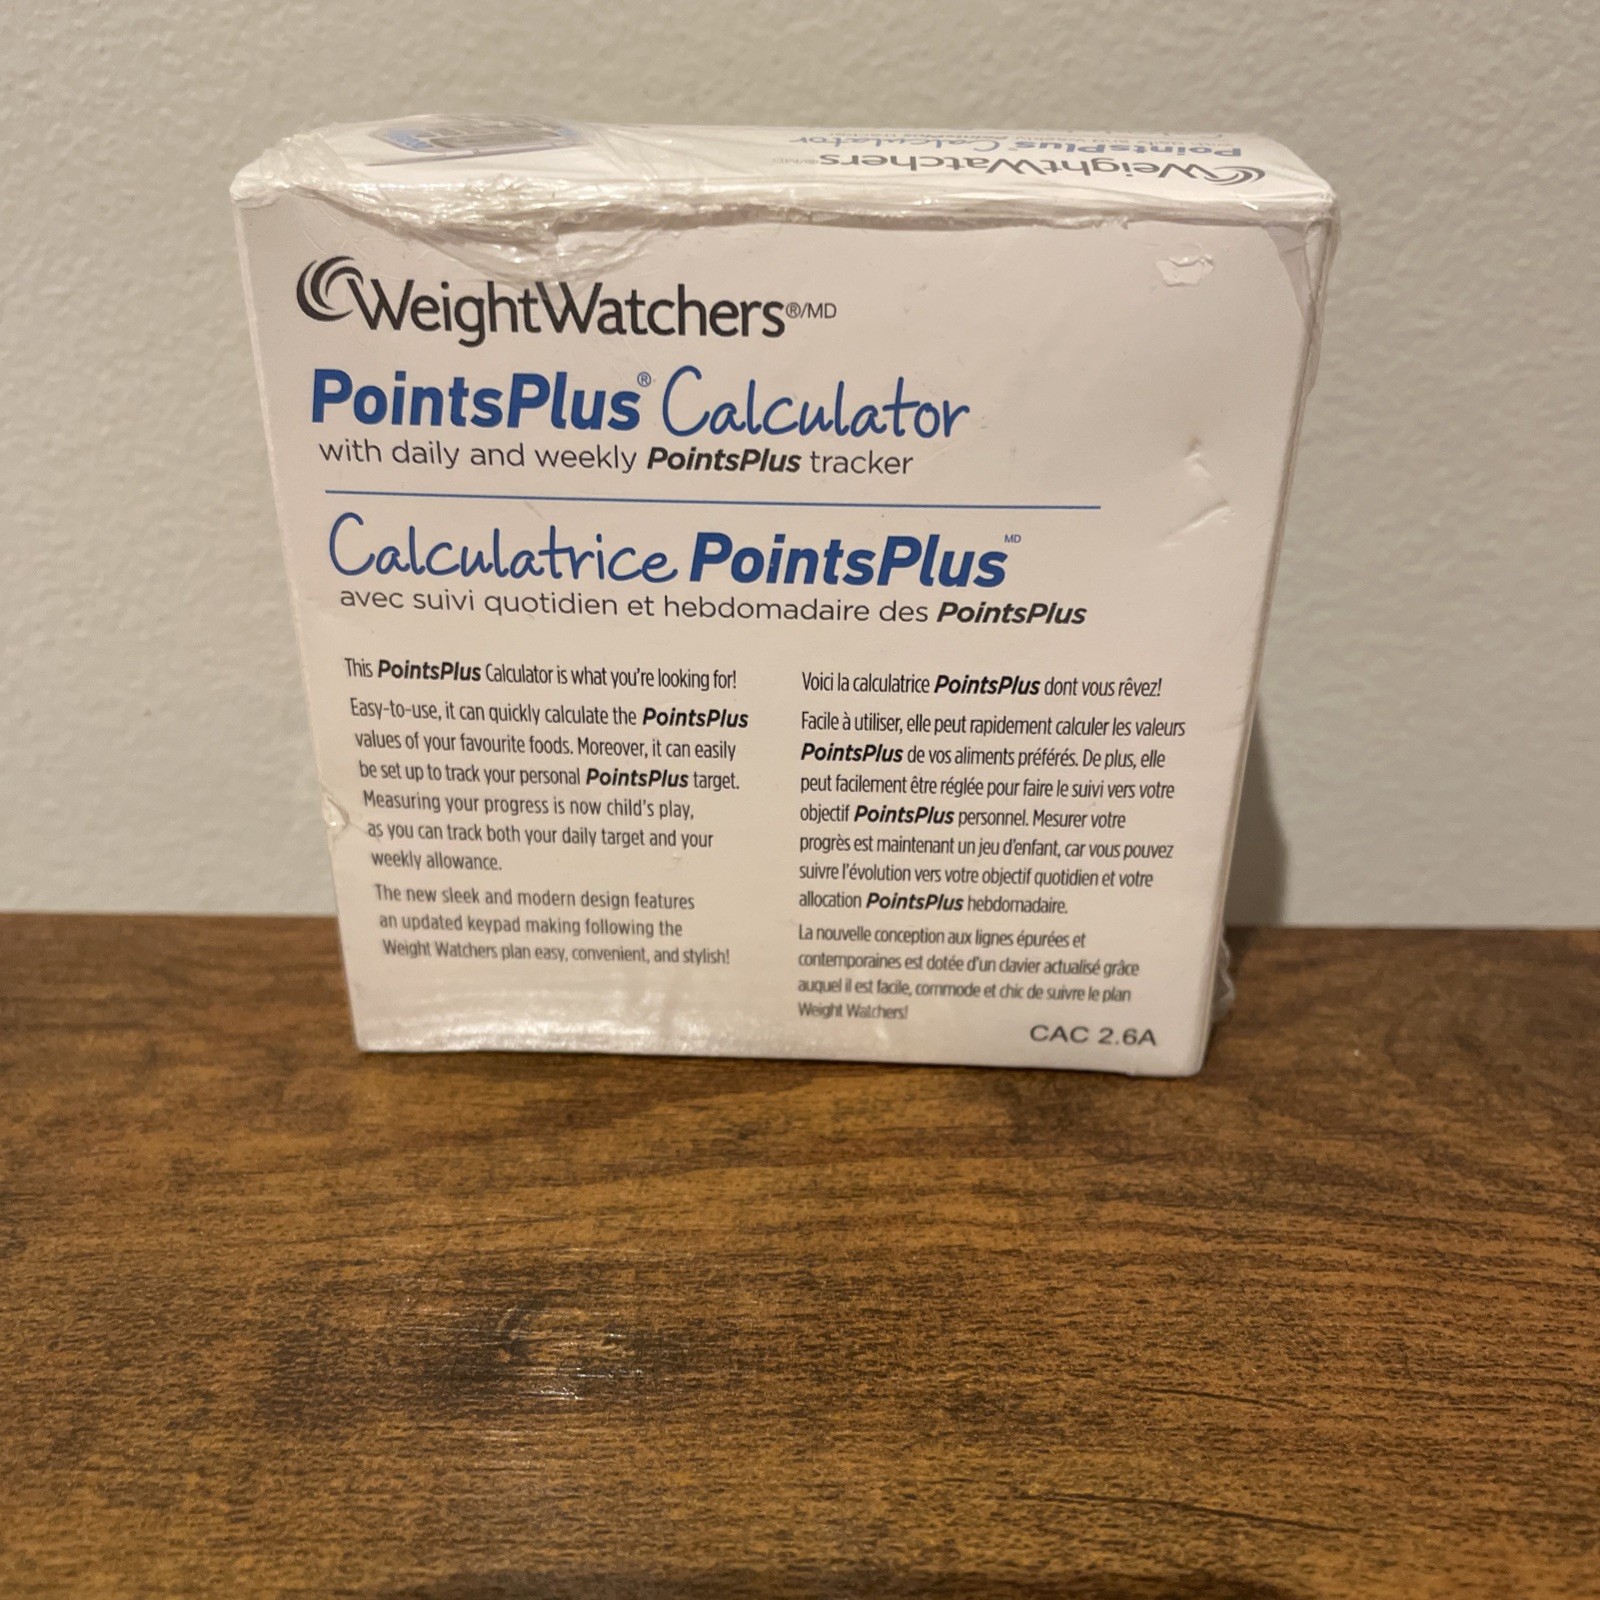 WeightWatchers
PointsPlus Calculator
WeightWatchers®/MD
PointsPlus® Calculator
with daily and weekly PointsPlus tracker
Calculatrice PointsPlus MD
avec suivi quotidien et hebdomadaire des PointsPlus
This PointsPlus Calculator is what you're looking for!
Easy-to-use, it can quickly calculate the PointsPlus
values of your favourite foods. Moreover, it can easily
be set up to track your personal PointsPlus target.
Measuring your progress is now child's play,
as you can track both your daily target and your
weekly allowance.
The new sleek and modern design features
an updated keypad making following the
Weight Watchers plan easy, convenient, and stylish!
Voici la calculatrice PointsPlus dont vous rêvez!
Facile à utiliser, elle peut rapidement calculer les valeurs
PointsPlus de vos aliments préférés. De plus, elle
peut facilement être réglée pour faire le suivi vers votre
objectif PointsPlus personnel. Mesurer votre
progrès est maintenant un jeu d'enfant, car vous pouvez
suivre l'évolution vers votre objectif quotidien et votre
allocation PointsPlus hebdomadaire.
La nouvelle conception aux lignes épurées et
contemporaines est dotée d'un clavier actualisé grâce
auquel il est facile, commode et chic de suivre le plan
Weight Watchers!
CAC 2.6A